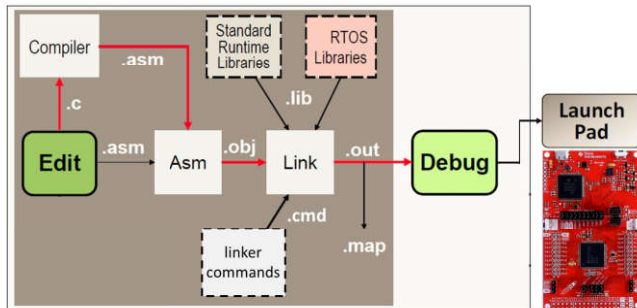 Compiler
.asm
Standard
Runtime
Libraries
RTOS
Libraries
.c
.lib
Launch
Pad
Edit
.asm
Asm
.obj
Link
.out
Debug
.cmd
linker
commands
.map